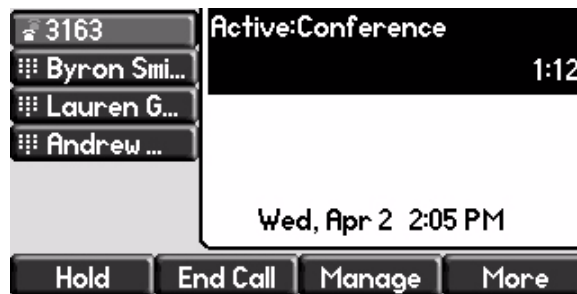 3163
Byron Smi...
Lauren G...
Andrew ...
Active:Conference
1:12
Wed, Apr 2 2:05 PM
Hold End Call Manage More